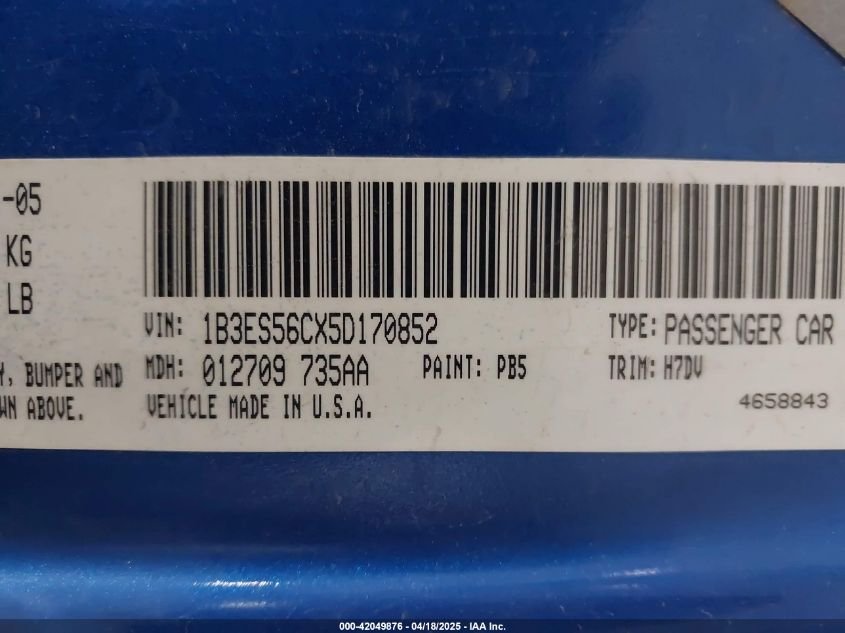 -05
KG
LB
VIN: 1B3ES56CX5D170852 TYPE: PASSENGER CAR
Y, BUMPER AND MDH: 012709 735AA PAINT: PB5 TRIM: H7DV
WN ABOVE. VEHICLE MADE IN U.S.A. 4658843
000-42049876 - 04/18/2025 - IAA Inc.